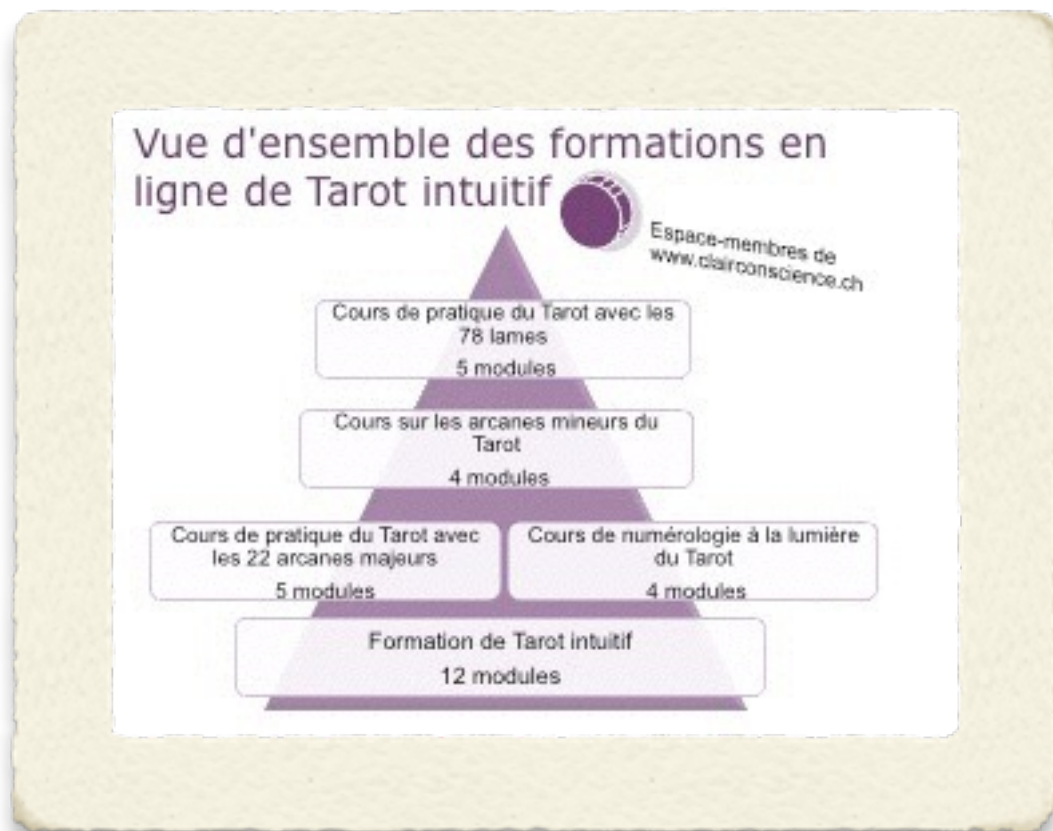 Vue d'ensemble des formations en
ligne de Tarot intuitif
Espace-membres de
www.clairconscience.ch
Cours de pratique du Tarot avec les
78 lames
5 modules
Cours sur les arcanes mineurs du
Tarot
4 modules
Cours de pratique du Tarot avec
les 22 arcanes majeurs
5 modules
Cours de numérologie à la lumière
du Tarot
4 modules
Formation de Tarot intuitif
12 modules